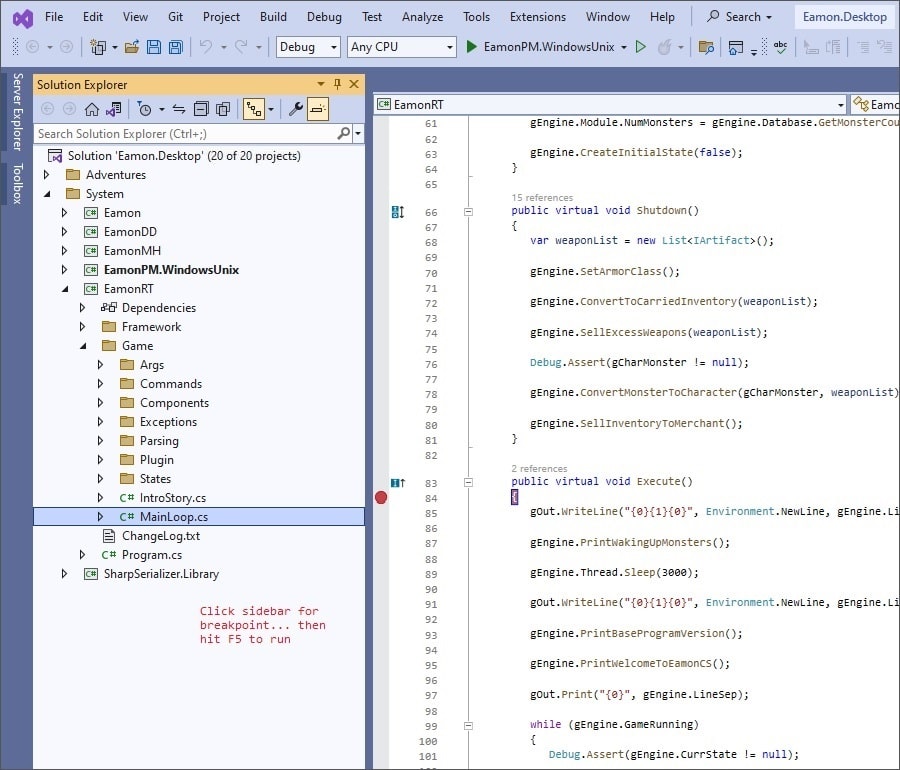 File Edit View Git Project Build Debug Test Analyze Tools Extensions Window Help Search Eamon.Desktop
Debug Any CPU EamonPM.WindowsUnix abc
Server Explorer
Toolbox
Solution Explorer
Search Solution Explorer (Ctrl+;)
Solution 'Eamon.Desktop' (20 of 20 projects)
Adventures
System
C# Eamon
C# EamonDD
C# EamonMH
C# EamonPM.WindowsUnix
C# EamonRT
Dependencies
Framework
Game
Args
Commands
Components
Exceptions
Parsing
Plugin
States
C# IntroStory.cs
C# MainLoop.cs
ChangeLog.txt
C# Program.cs
C# SharpSerializer.Library
Click sidebar for
breakpoint... then
hit F5 to run
C# EamonRT Eamo
61 gEngine.Module.NumMonsters = gEngine.Database.GetMonsterCou
62
63 gEngine.CreateInitialState(false);
64 }
65
15 references
66 public virtual void Shutdown()
67 {
68 var weaponList = new List<IArtifact>();
69
70 gEngine.SetArmorClass();
71
72 gEngine.ConvertToCarriedInventory(weaponList);
73
74 gEngine.SellExcessWeapons(weaponList);
75
76 Debug.Assert(gCharMonster != null);
77
78 gEngine.ConvertMonsterToCharacter(gCharMonster, weaponList)
79
80 gEngine.SellInventoryToMerchant();
81 }
82
2 references
83 public virtual void Execute()
84 {
85 gOut.WriteLine("{0}{1}{0}", Environment.NewLine, gEngine.Li
86
87 gEngine.PrintWakingUpMonsters();
88
89 gEngine.Thread.Sleep(3000);
90
91 gOut.WriteLine("{0}{1}{0}", Environment.NewLine, gEngine.Li
92
93 gEngine.PrintBaseProgramVersion();
94
95 gEngine.PrintWelcomeToEamonCS();
96
97 gOut.Print("{0}", gEngine.LineSep);
98
99 while (gEngine.GameRunning)
100 {
101 Debug.Assert(gEngine.CurrState != null);